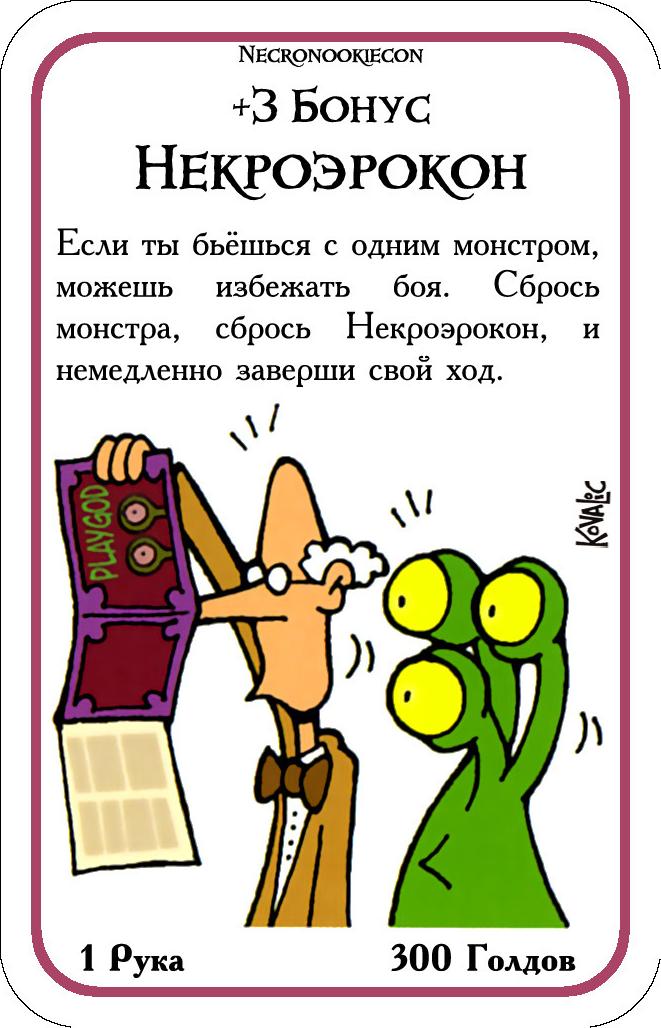 Necronookiecon
+3 Бонус
Некроэрокон
Если ты бьёшься с одним монстром,
можешь избежать боя. Сбрось
монстра, сбрось Некроэрокон, и
немедленно заверши свой ход.
PLAYGOD
KOVALIC
1 Рука
300 Голдов